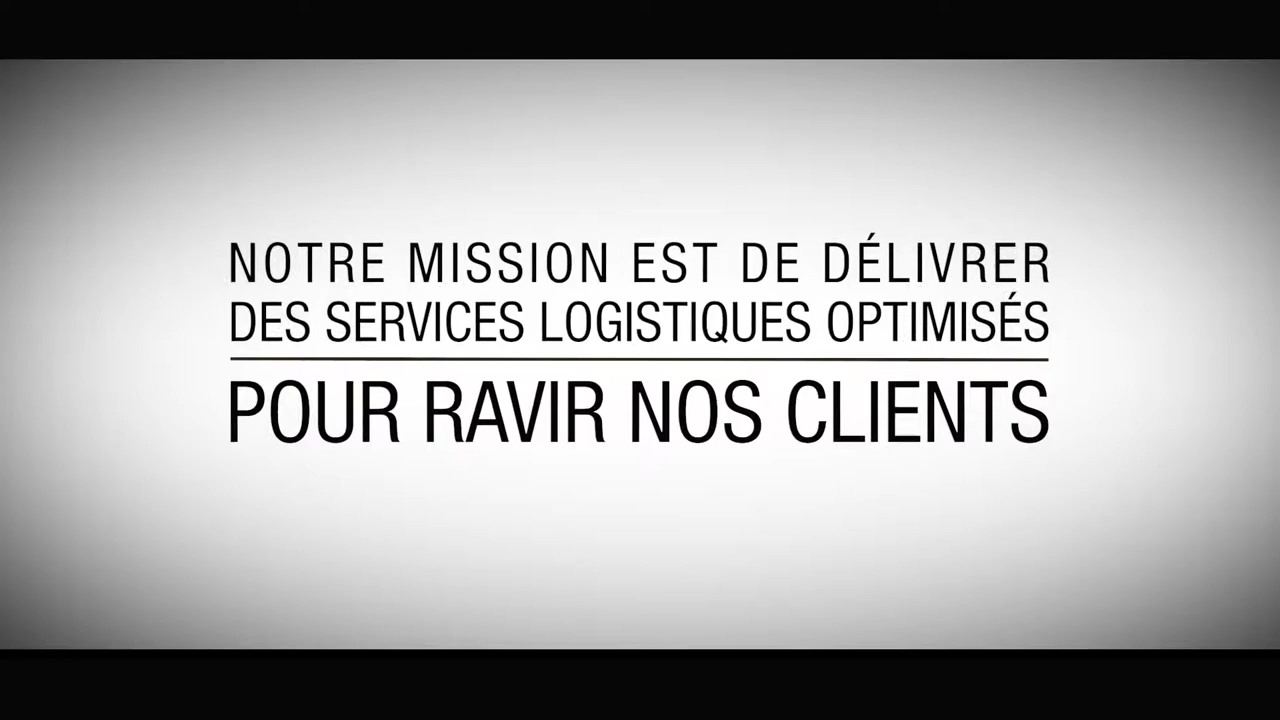 NOTRE MISSION EST DE DÉLIVRER
DES SERVICES LOGISTIQUES OPTIMISÉS
POUR RAVIR NOS CLIENTS